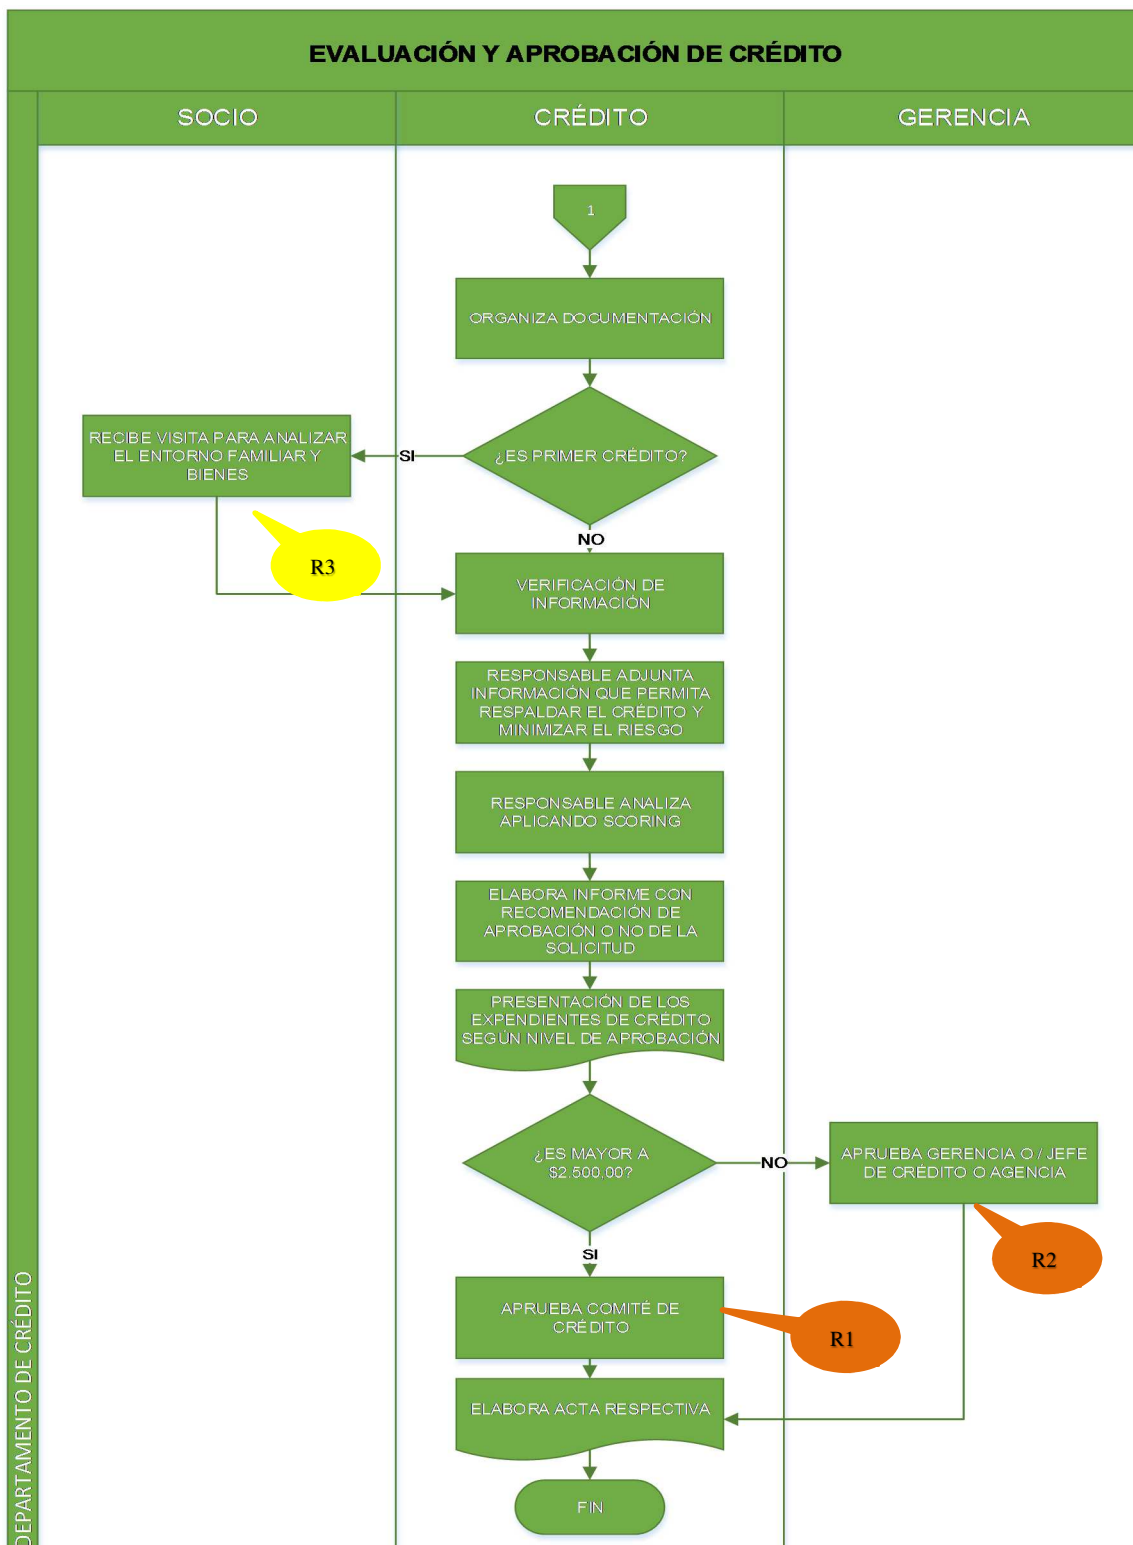 EVALUACIÓN Y APROBACIÓN DE CRÉDITO
SOCIO
CRÉDITO
GERENCIA
1
ORGANIZA DOCUMENTACIÓN
¿ES PRIMER CRÉDITO?
SI
RECIBE VISITA PARA ANALIZAR
EL ENTORNO FAMILIAR Y
BIENES
R3
NO
VERIFICACIÓN DE
INFORMACIÓN
RESPONSABLE ADJUNTA
INFORMACIÓN QUE PERMITA
RESPALDAR EL CRÉDITO Y
MINIMIZAR EL RIESGO
RESPONSABLE ANALIZA
APLICANDO SCORING
ELABORA INFORME CON
RECOMENDACIÓN DE
APROBACIÓN O NO DE LA
SOLICITUD
PRESENTACIÓN DE LOS
EXPENDIENTES DE CRÉDITO
SEGÚN NIVEL DE APROBACIÓN
¿ES MAYOR A
$2.500.00?
NO
APRUEBA GERENCIA O / JEFE
DE CRÉDITO O AGENCIA
R2
SI
APRUEBA COMITÉ DE
CRÉDITO
R1
ELABORA ACTA RESPECTIVA
FIN
DEPARTAMENTO DE CRÉDITO